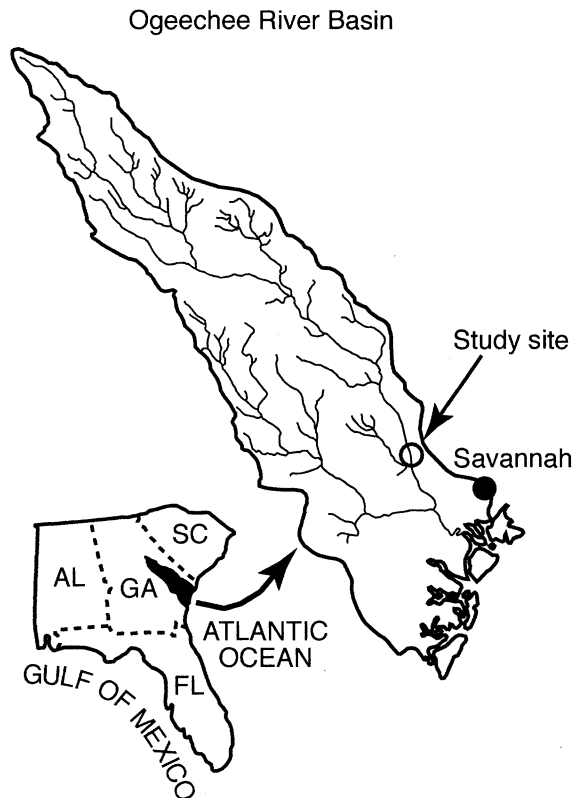 Ogeechee River Basin
Study site
Savannah
SC
AL
GA
ATLANTIC
OCEAN
FL
GULF OF MEXICO